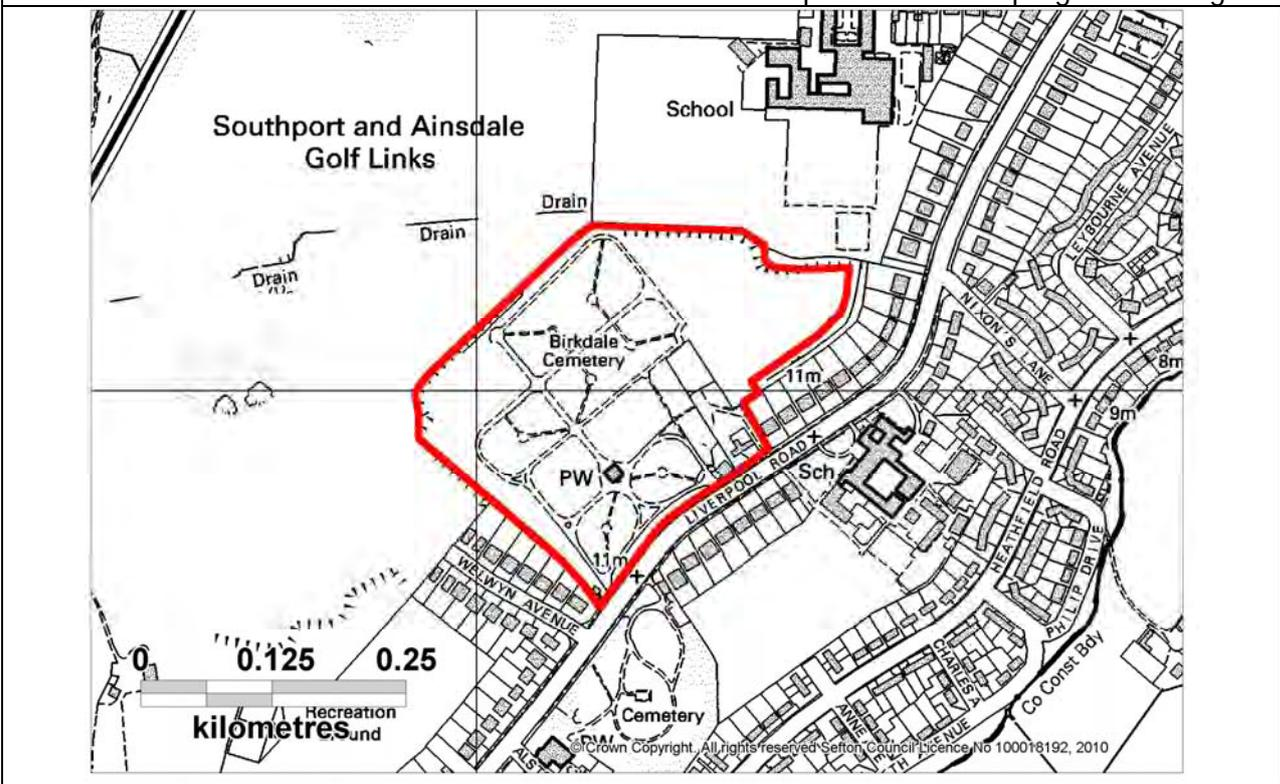 Southport and Ainsdale
Golf Links
School
Drain
Drain
Drain
LEYBOURNE AVENUE
NIXON'S LANE
Birkdale
Cemetery
11m
8m
9m
PW
LIVERPOOL ROAD
Sch
HEATHFIELD ROAD
PHILIP DRIVE
11m
WELWYN AVENUE
Co Const Bdy
0 0.125 0.25
kilometres
Recreation
Cemetery
PW
©Crown Copyright. All rights reserved Sefton Council Licence No 100018192, 2010